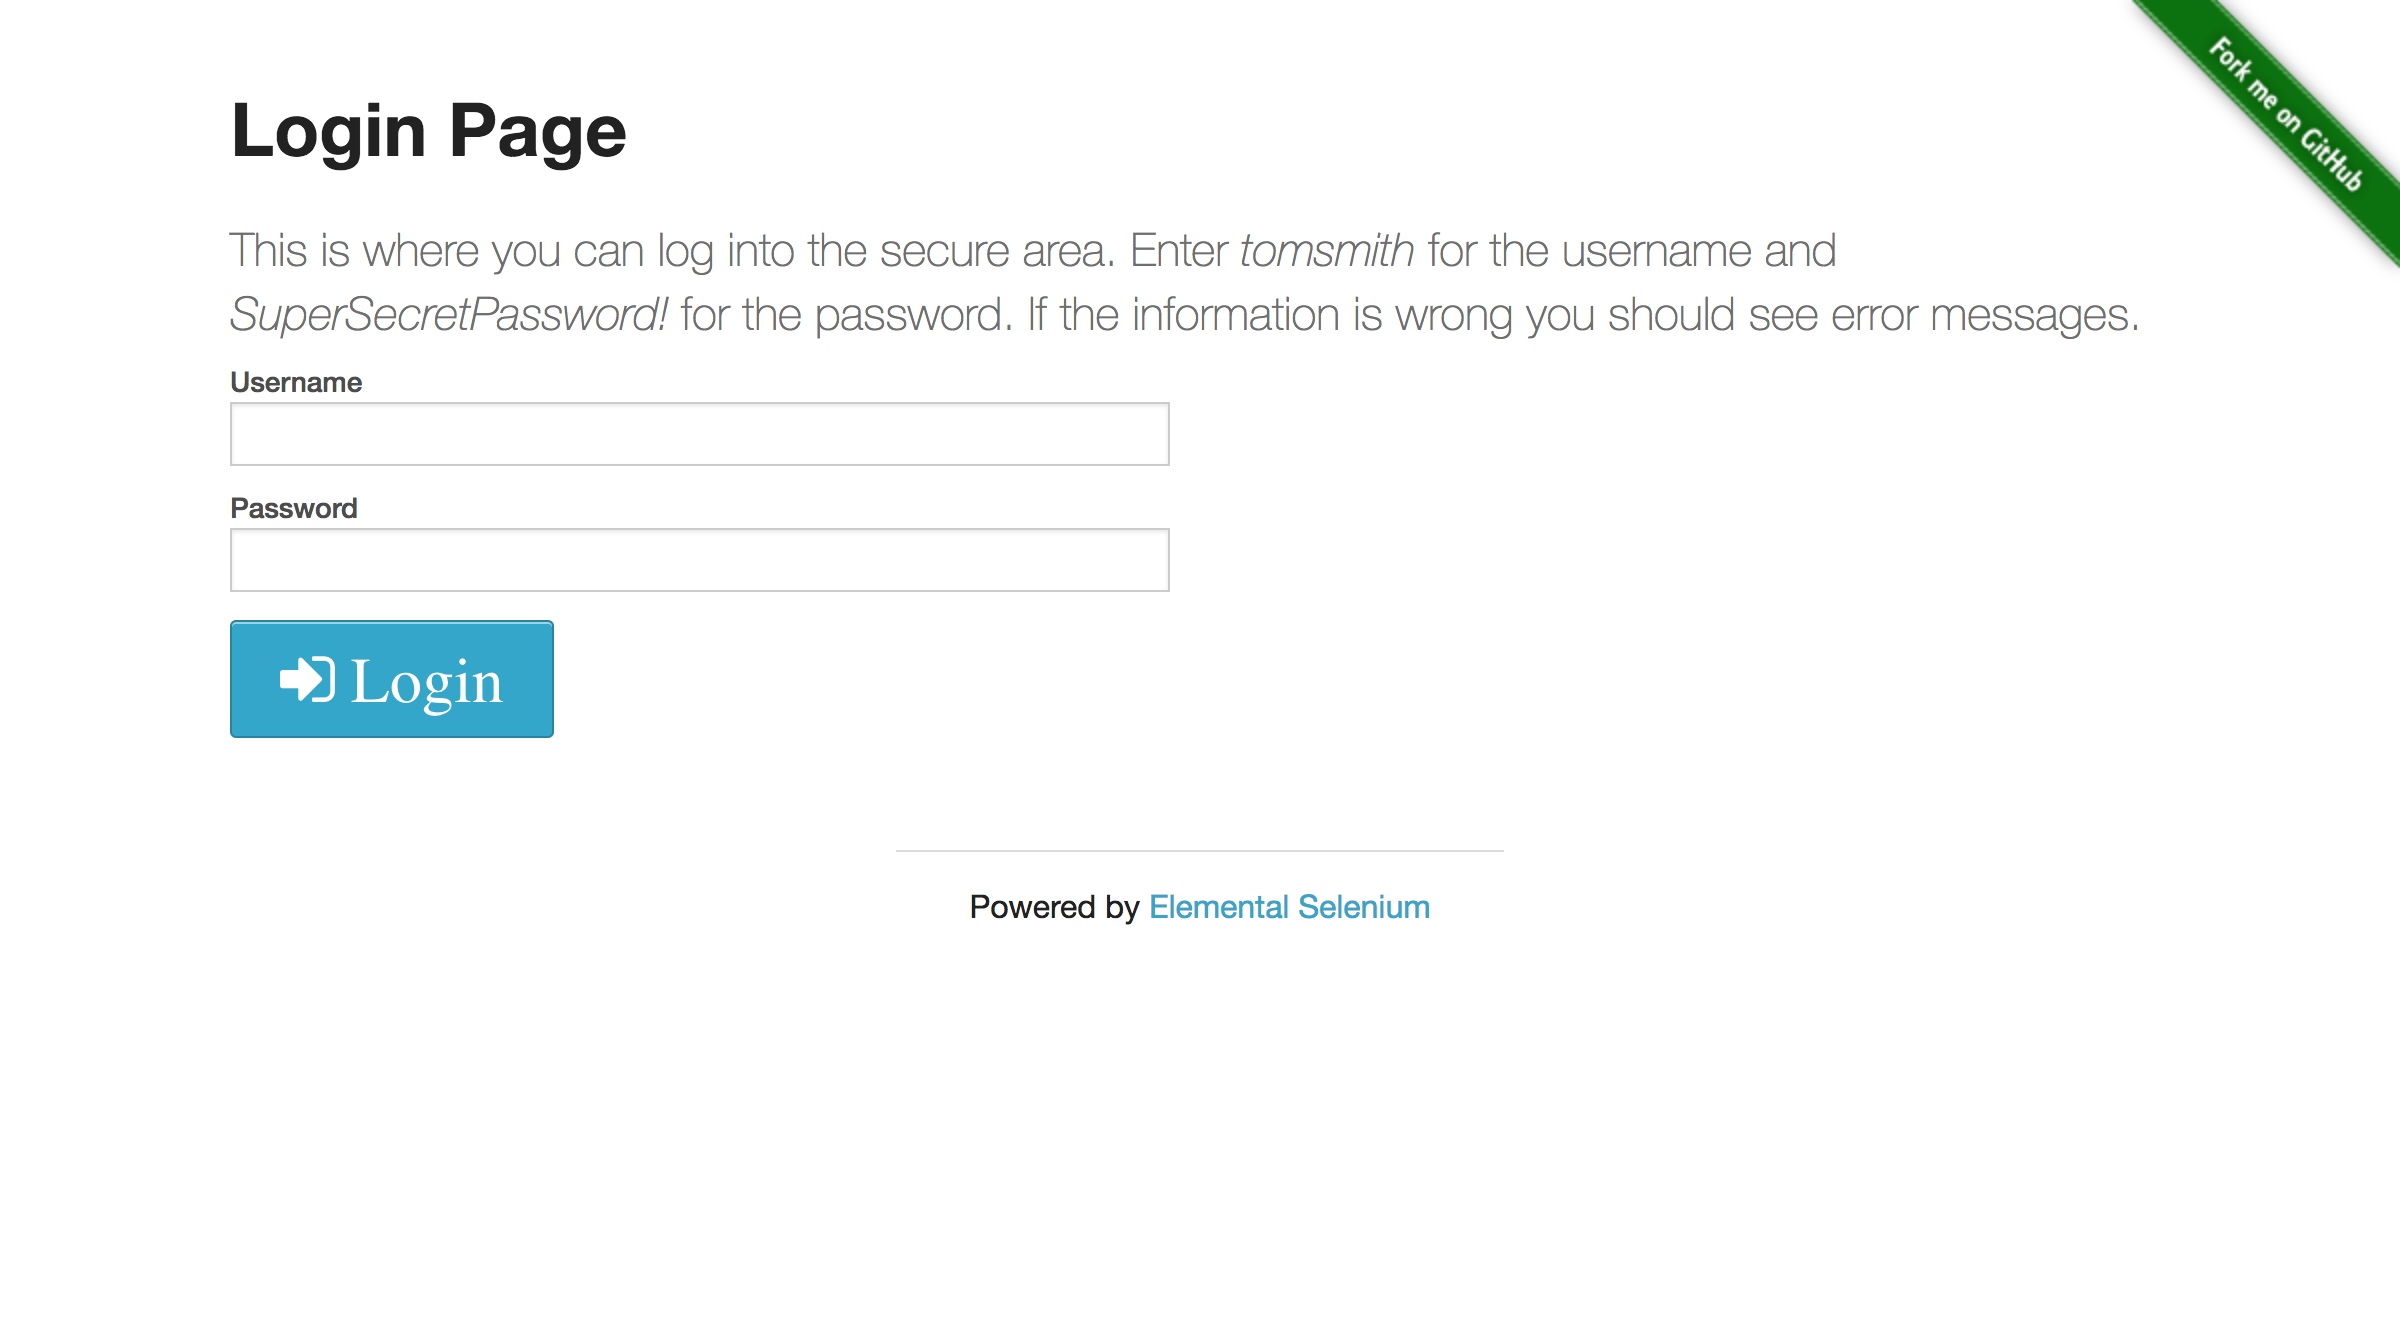 Fork me on GitHub
Login Page
This is where you can log into the secure area. Enter tomsmith for the username and
SuperSecretPassword! for the password. If the information is wrong you should see error messages.
Username
Password
Login
Powered by Elemental Selenium